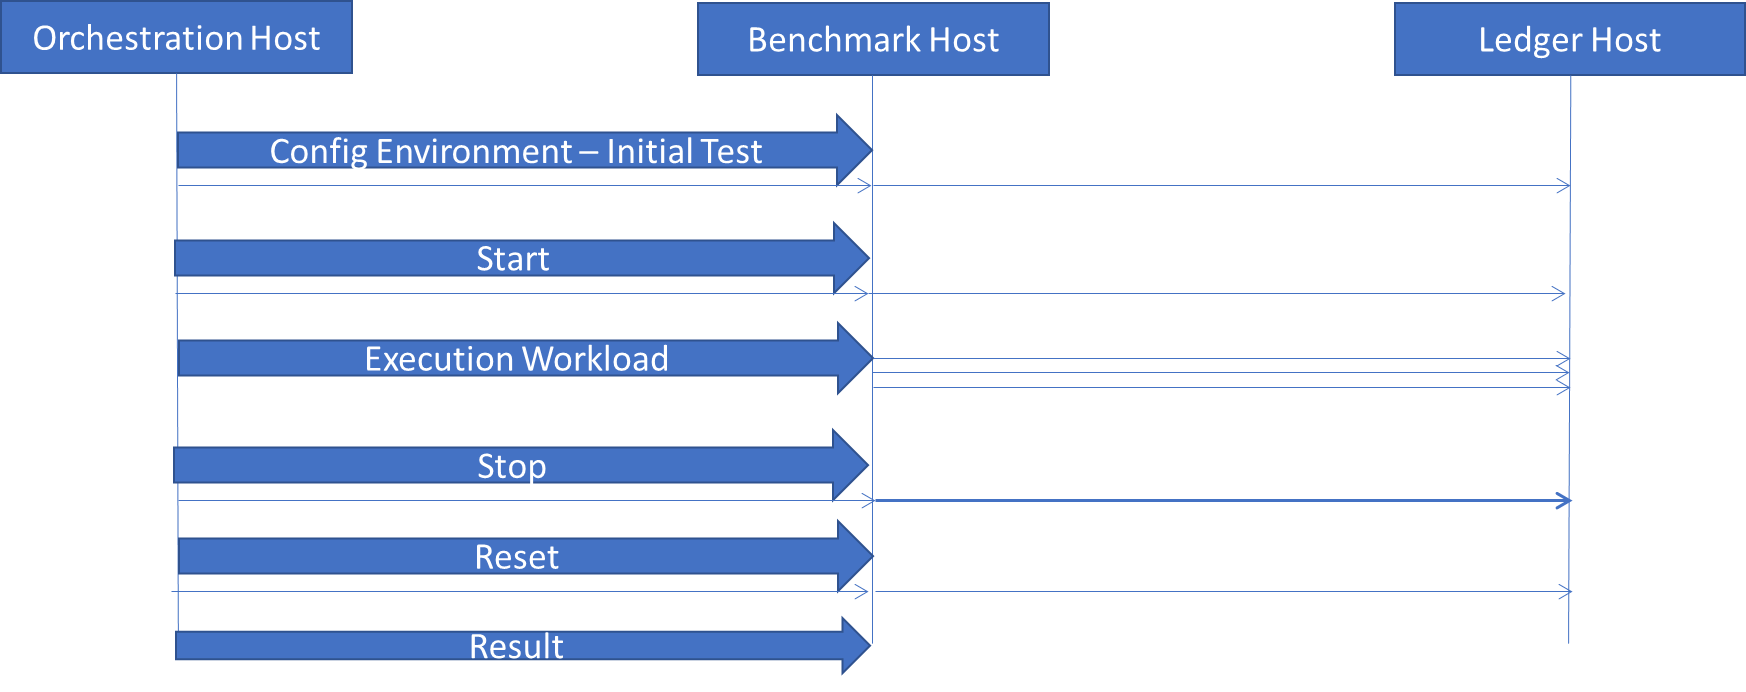 Orchestration Host
Benchmark Host
Ledger Host
Config Environment – Initial Test
Start
Execution Workload
Stop
Reset
Result